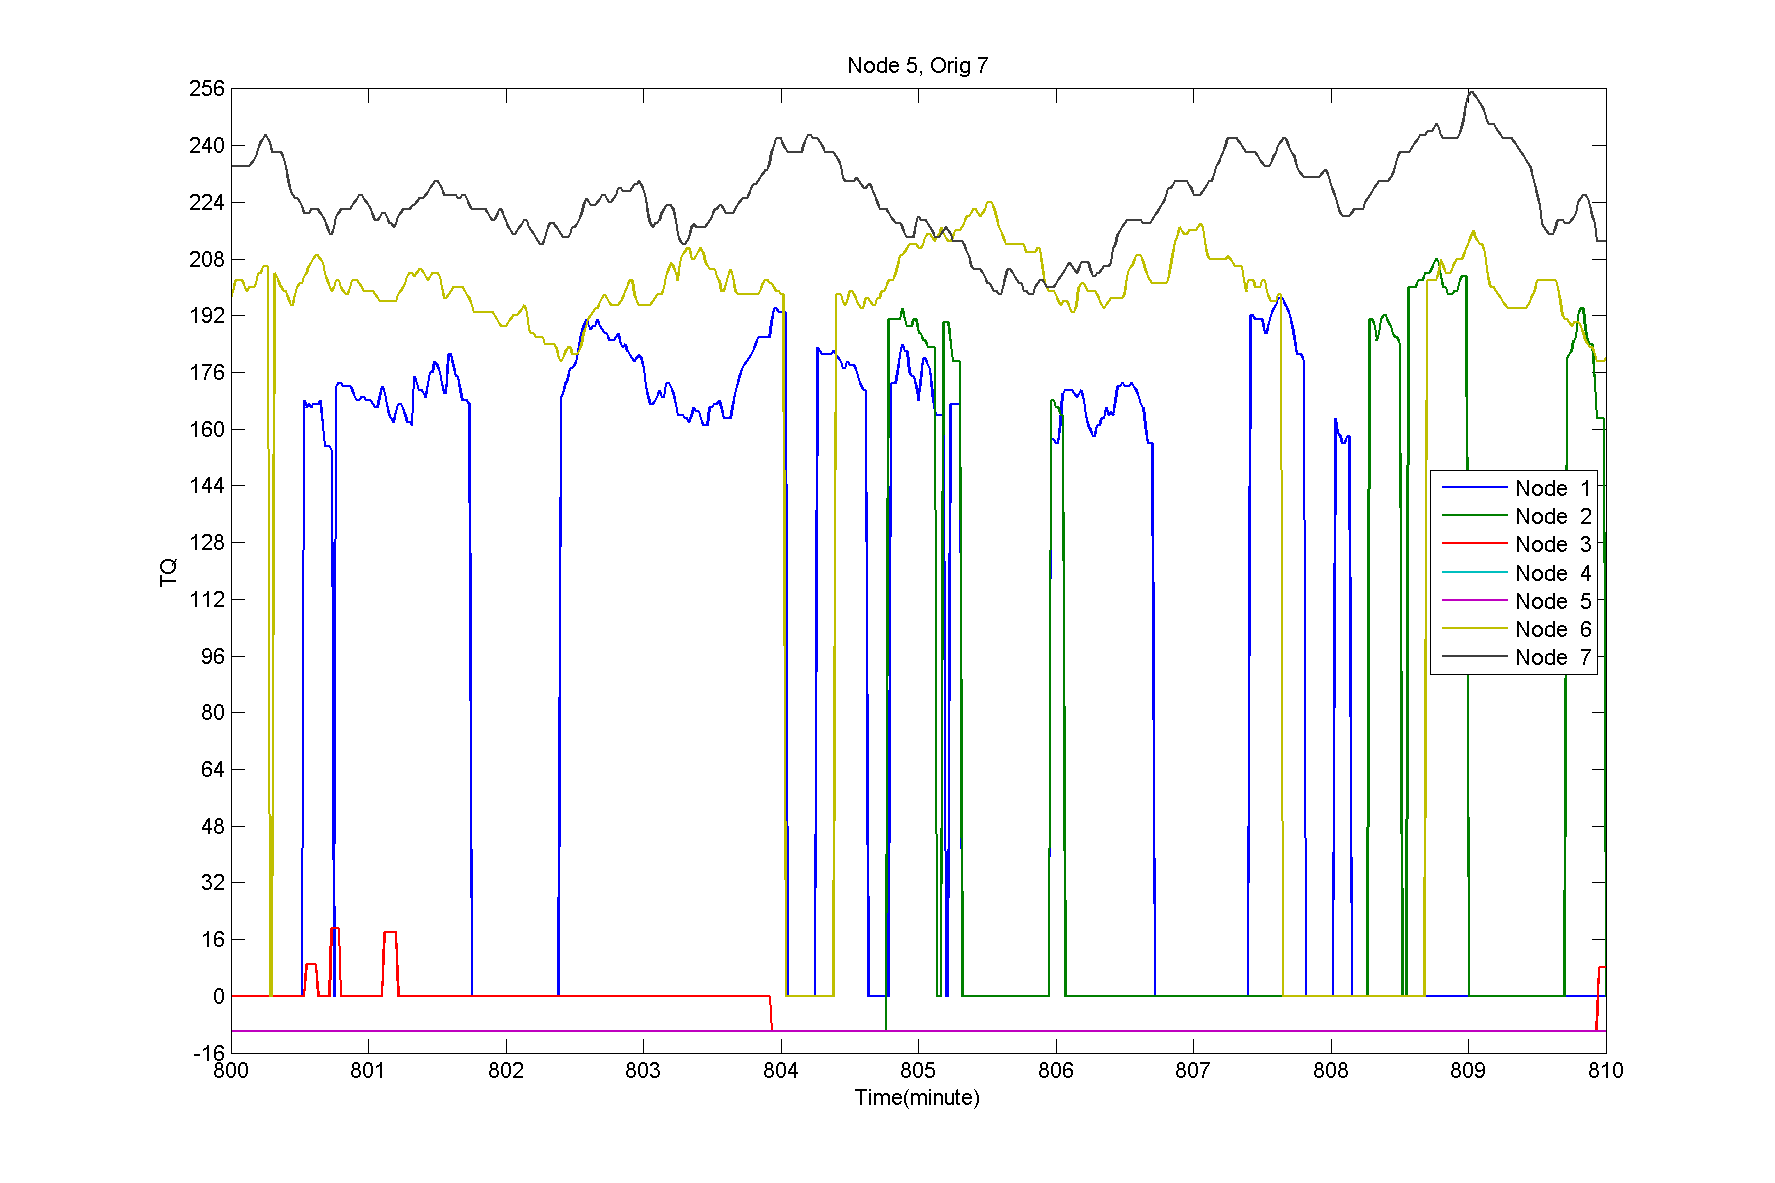 Node 5, Orig 7
256
240
224
208
192
176
160
144
128
112
96
80
64
48
32
16
0
-16
TQ
Node 1
Node 2
Node 3
Node 4
Node 5
Node 6
Node 7
800 801 802 803 804 805 806 807 808 809 810
Time(minute)